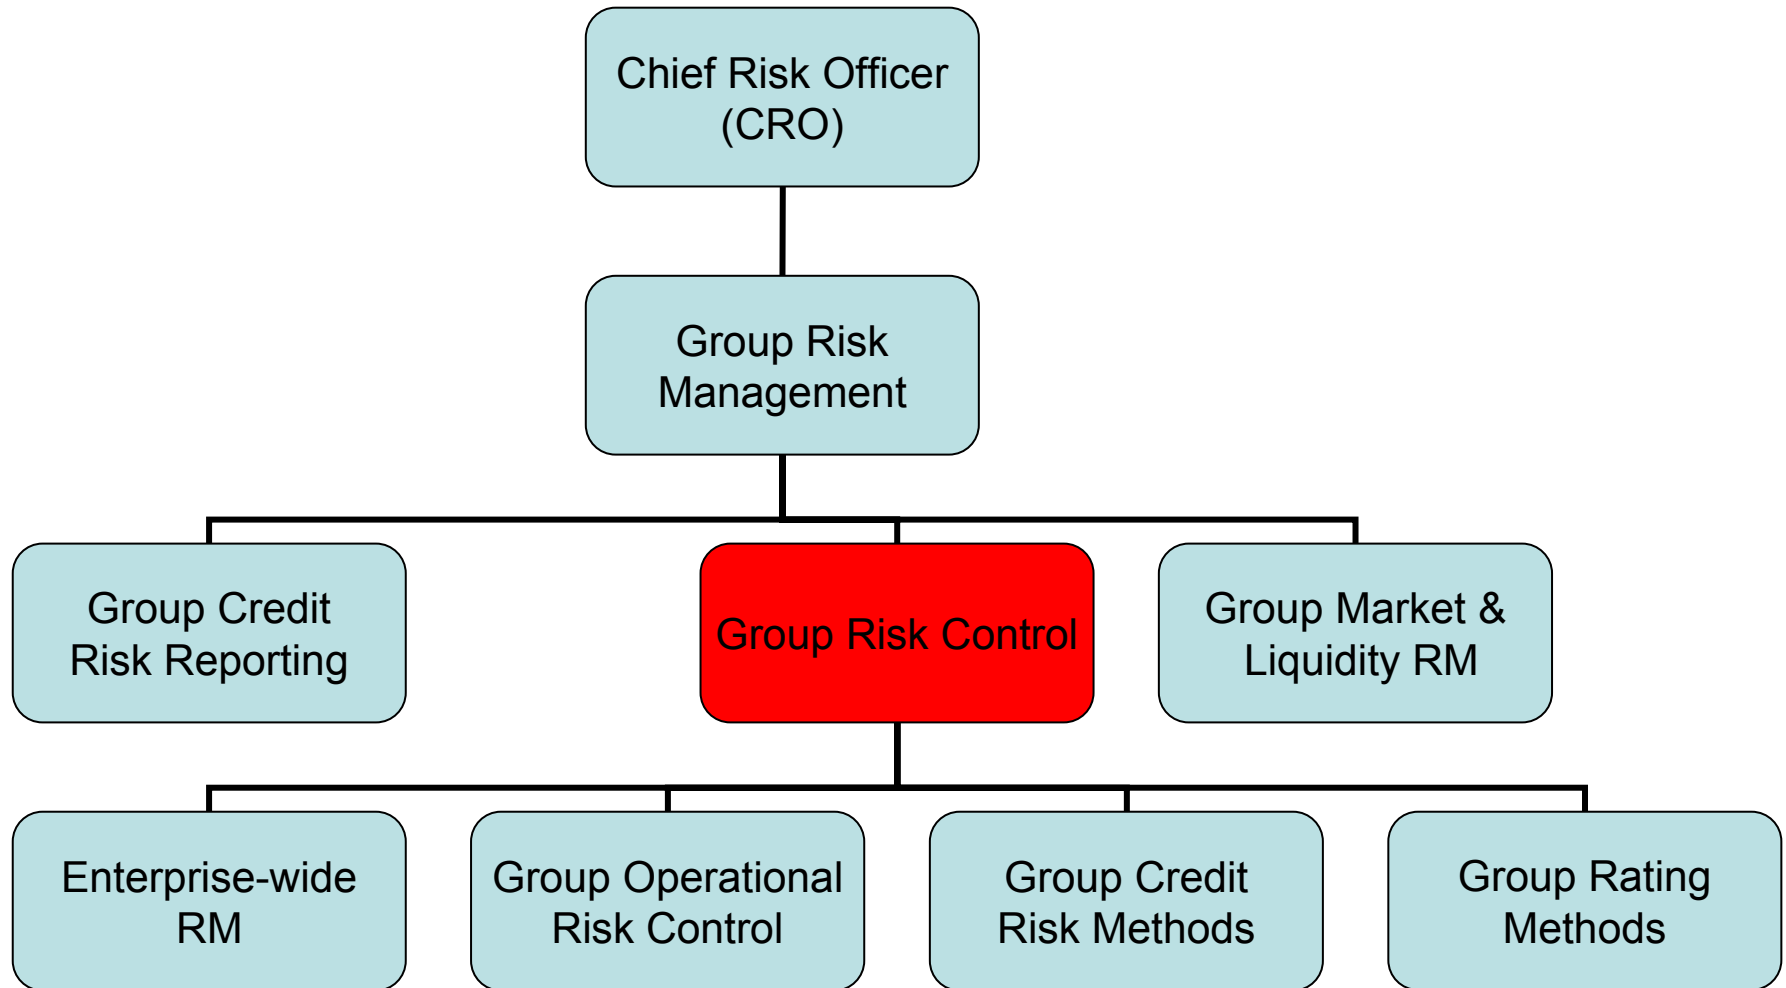 Chief Risk Officer
(CRO)
Group Risk
Management
Group Credit
Risk Reporting
Group Risk Control
Group Market &
Liquidity RM
Enterprise-wide
RM
Group Operational
Risk Control
Group Credit
Risk Methods
Group Rating
Methods